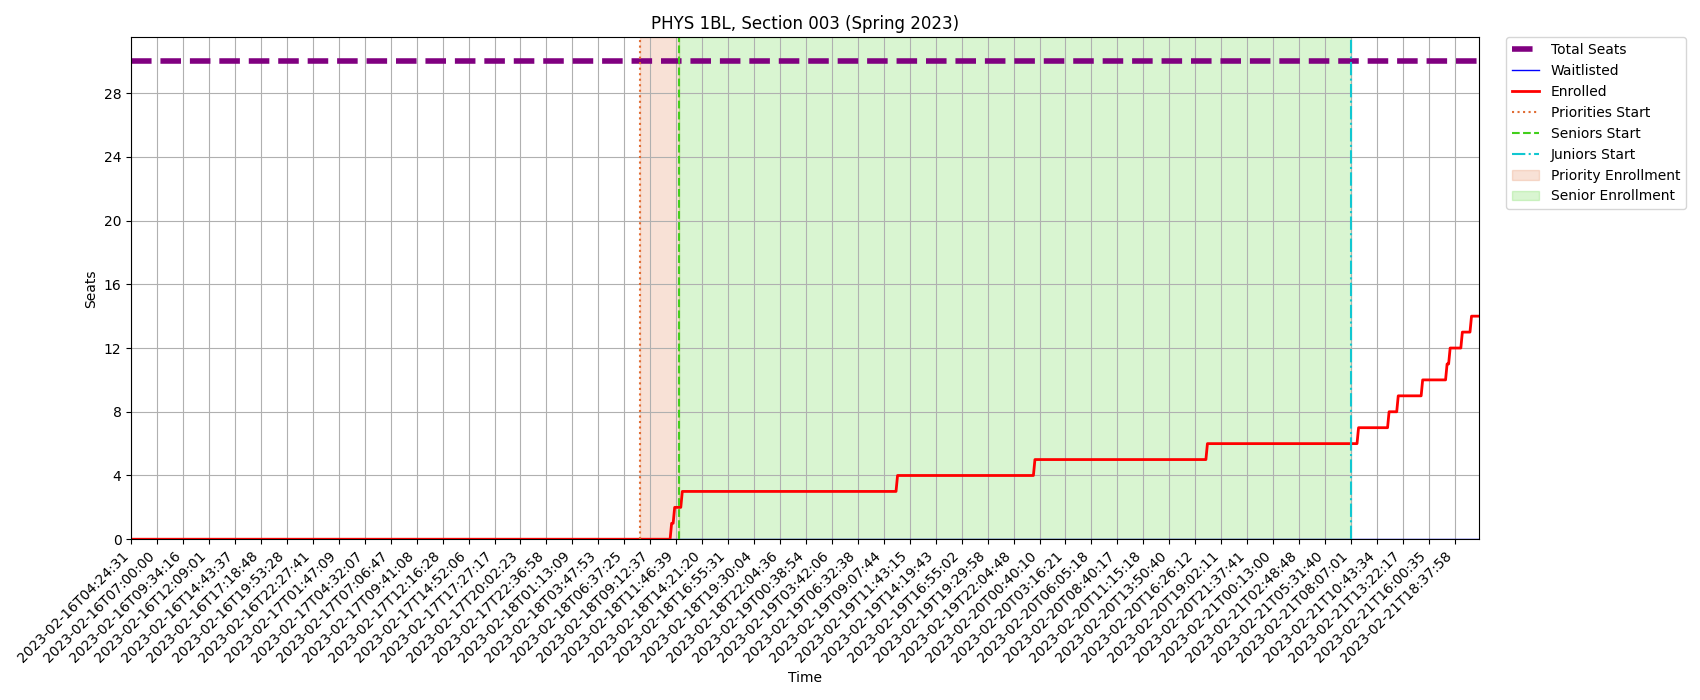 PHYS 1BL, Section 003 (Spring 2023)
Total Seats
Waitlisted
Enrolled
Priorities Start
Seniors Start
Juniors Start
Priority Enrollment
Senior Enrollment
28
24
20
16
12
8
4
0
Seats
2023-02-16T04:24:31
2023-02-16T07:00:00
2023-02-16T09:34:16
2023-02-16T12:09:01
2023-02-16T14:43:37
2023-02-16T17:18:48
2023-02-16T19:53:28
2023-02-16T22:27:41
2023-02-17T01:47:09
2023-02-17T04:32:07
2023-02-17T07:06:47
2023-02-17T09:41:08
2023-02-17T12:16:28
2023-02-17T14:52:06
2023-02-17T17:27:17
2023-02-17T20:02:23
2023-02-17T22:36:58
2023-02-18T01:13:09
2023-02-18T03:47:53
2023-02-18T06:37:25
2023-02-18T09:12:37
2023-02-18T11:46:39
2023-02-18T14:21:20
2023-02-18T16:55:31
2023-02-18T19:30:04
2023-02-18T22:04:36
2023-02-19T00:38:54
2023-02-19T03:42:06
2023-02-19T06:32:38
2023-02-19T09:07:44
2023-02-19T11:43:15
2023-02-19T14:19:43
2023-02-19T16:55:02
2023-02-19T19:29:58
2023-02-19T22:04:48
2023-02-20T00:40:10
2023-02-20T03:16:21
2023-02-20T06:05:18
2023-02-20T08:40:17
2023-02-20T11:15:18
2023-02-20T13:50:40
2023-02-20T16:26:12
2023-02-20T19:02:11
2023-02-20T21:37:41
2023-02-21T00:13:00
2023-02-21T02:48:48
2023-02-21T05:31:40
2023-02-21T08:07:01
2023-02-21T10:43:34
2023-02-21T13:22:17
2023-02-21T16:00:35
2023-02-21T18:37:58
Time